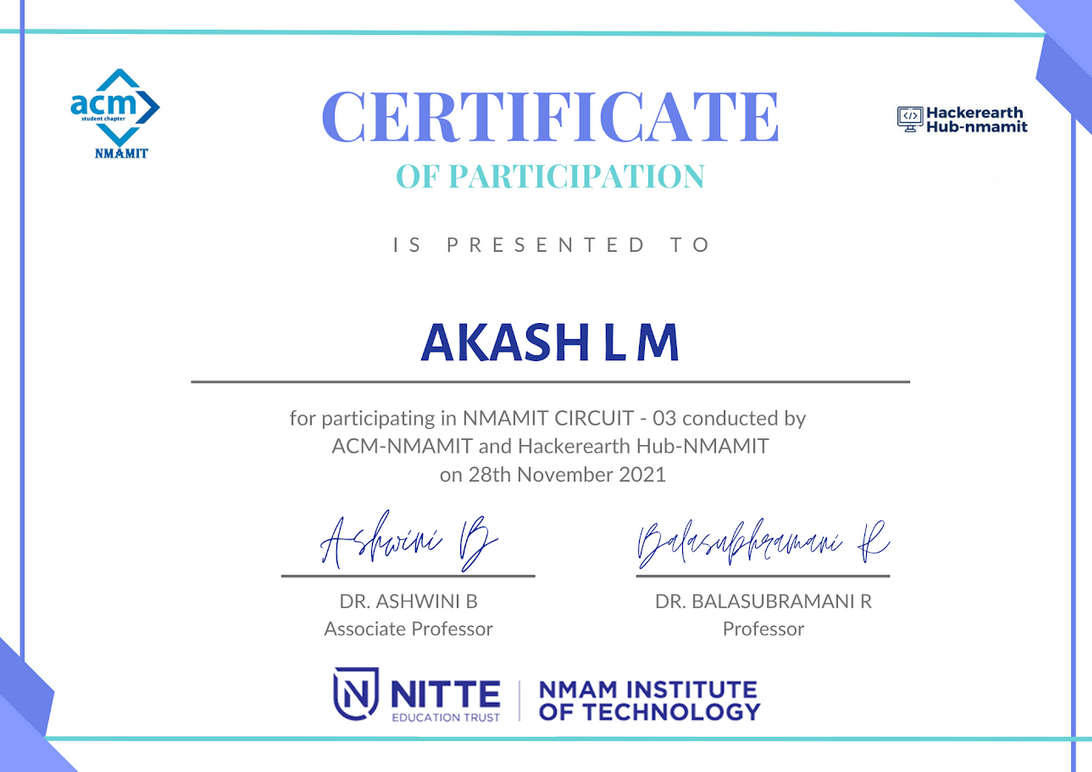 acm
student chapter
NMAMIT
Hackerearth
Hub-nmamit
CERTIFICATE
OF PARTICIPATION
IS PRESENTED TO
AKASH L M
for participating in NMAMIT CIRCUIT - 03 conducted by
ACM-NMAMIT and Hackerearth Hub-NMAMIT
on 28th November 2021
Ashwini B
Balasubhramani R
DR. ASHWINI B
Associate Professor
DR. BALASUBRAMANI R
Professor
N NITTE
EDUCATION TRUST
NMAM INSTITUTE
OF TECHNOLOGY